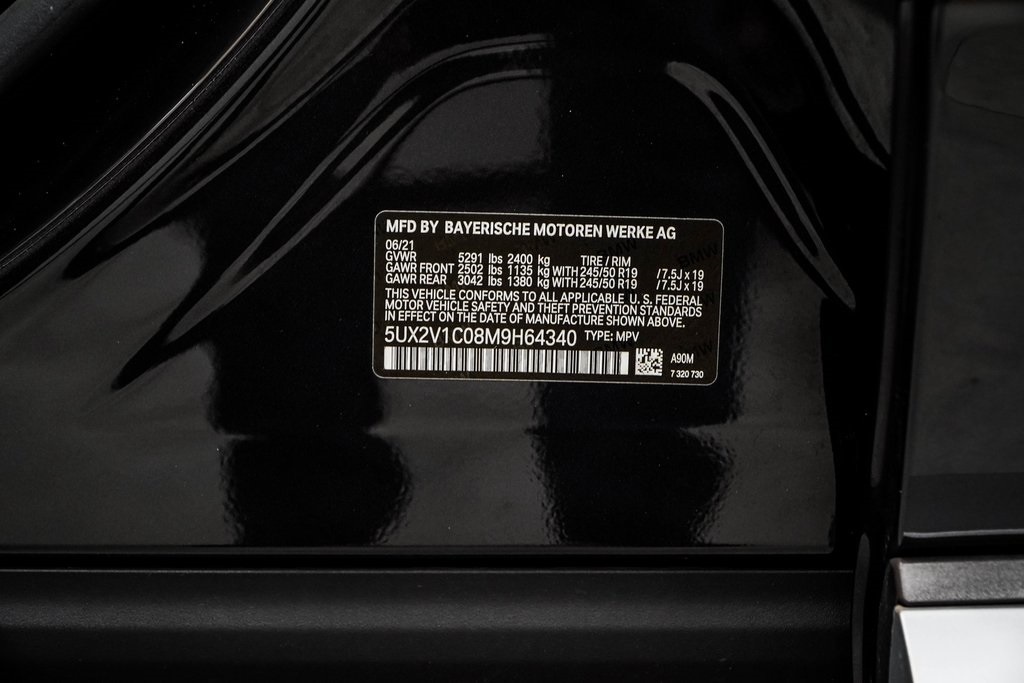 MFD BY BAYERISCHE MOTOREN WERKE AG
06/21
GVWR 5291 lbs 2400 kg TIRE / RIM
GAWR FRONT 2502 lbs 1135 kg WITH 245/50 R19 /7.5J x 19
GAWR REAR 3042 lbs 1380 kg WITH 245/50 R19 /7.5J x 19
THIS VEHICLE CONFORMS TO ALL APPLICABLE U. S. FEDERAL
MOTOR VEHICLE SAFETY AND THEFT PREVENTION STANDARDS
IN EFFECT ON THE DATE OF MANUFACTURE SHOWN ABOVE.
5UX2V1C08M9H64340 TYPE: MPV
A90M
7 320 730